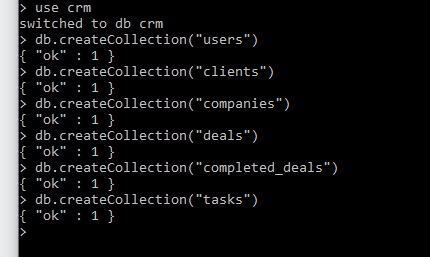 > use crm
switched to db crm
> db.createCollection("users")
{ "ok" : 1 }
> db.createCollection("clients")
{ "ok" : 1 }
> db.createCollection("companies")
{ "ok" : 1 }
> db.createCollection("deals")
{ "ok" : 1 }
> db.createCollection("completed_deals")
{ "ok" : 1 }
> db.createCollection("tasks")
{ "ok" : 1 }
>